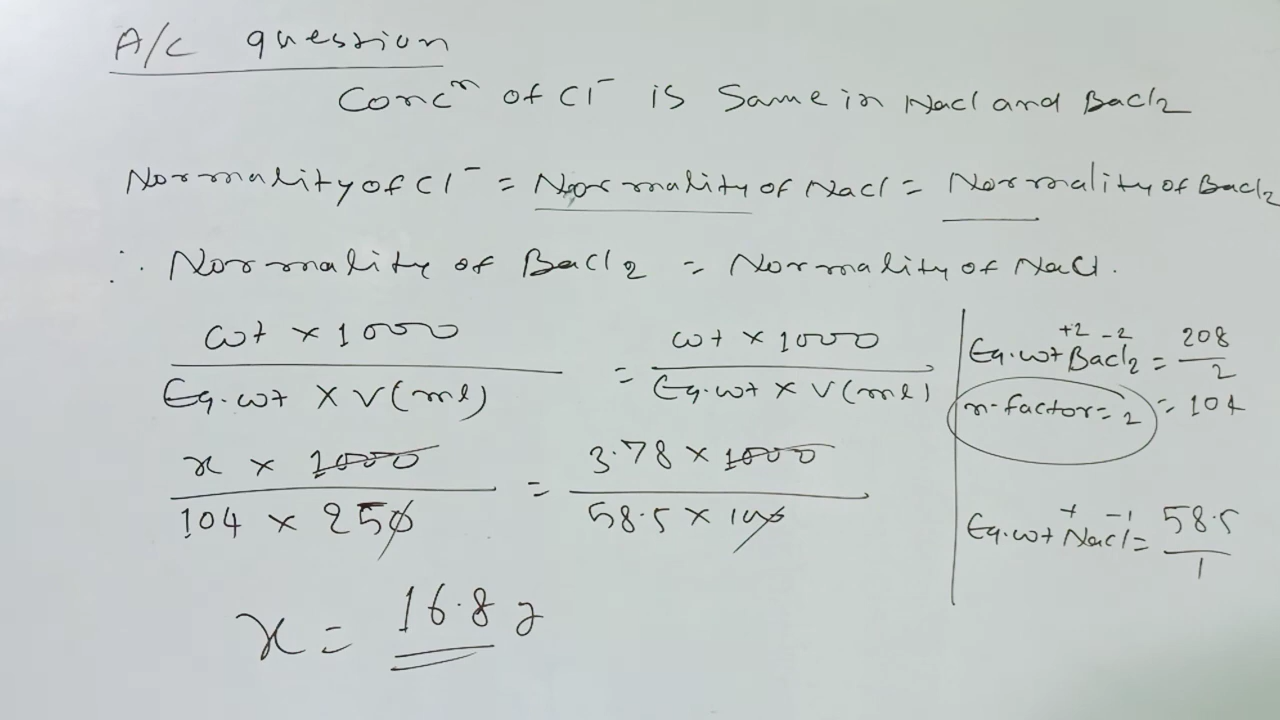 A/c question
Concⁿ of Cl⁻ is same in Nacl and Bacl₂
Normality of Cl⁻ = Normality of Nacl = Normality of Bacl₂
∴ Normality of Bacl₂ = Normality of Nacl.
wt × 1000 / Eq.wt × V(ml) = wt × 1000 / Eq.wt × V(ml)
x × 1000 / 104 × 250 = 3.78 × 1000 / 58.5 × 100
x = 16.8 g
+2 -2
Eq.wt Bacl₂ = 208 / 2
n-factor = 2 = 104
+ -1
Eq.wt Nacl = 58.5 / 1